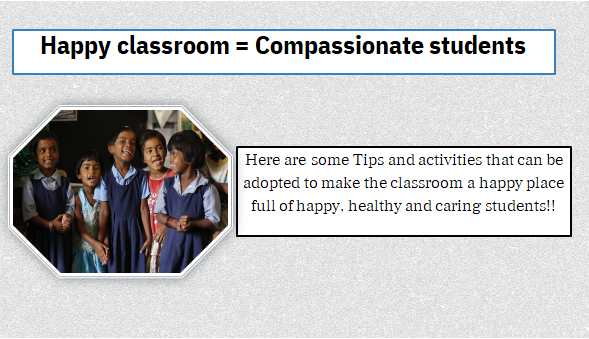 Happy classroom = Compassionate students
Here are some Tips and activities that can be
adopted to make the classroom a happy place
full of happy, healthy and caring students!!